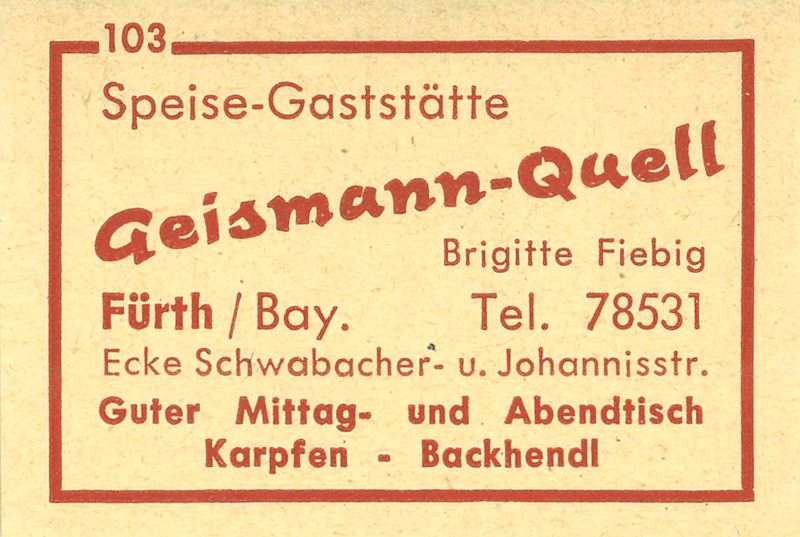 103
Speise-Gaststätte
Geismann-Quell
Brigitte Fiebig
Fürth / Bay. Tel. 78531
Ecke Schwabacher- u. Johannisstr.
Guter Mittag- und Abendtisch
Karpfen - Backhendl